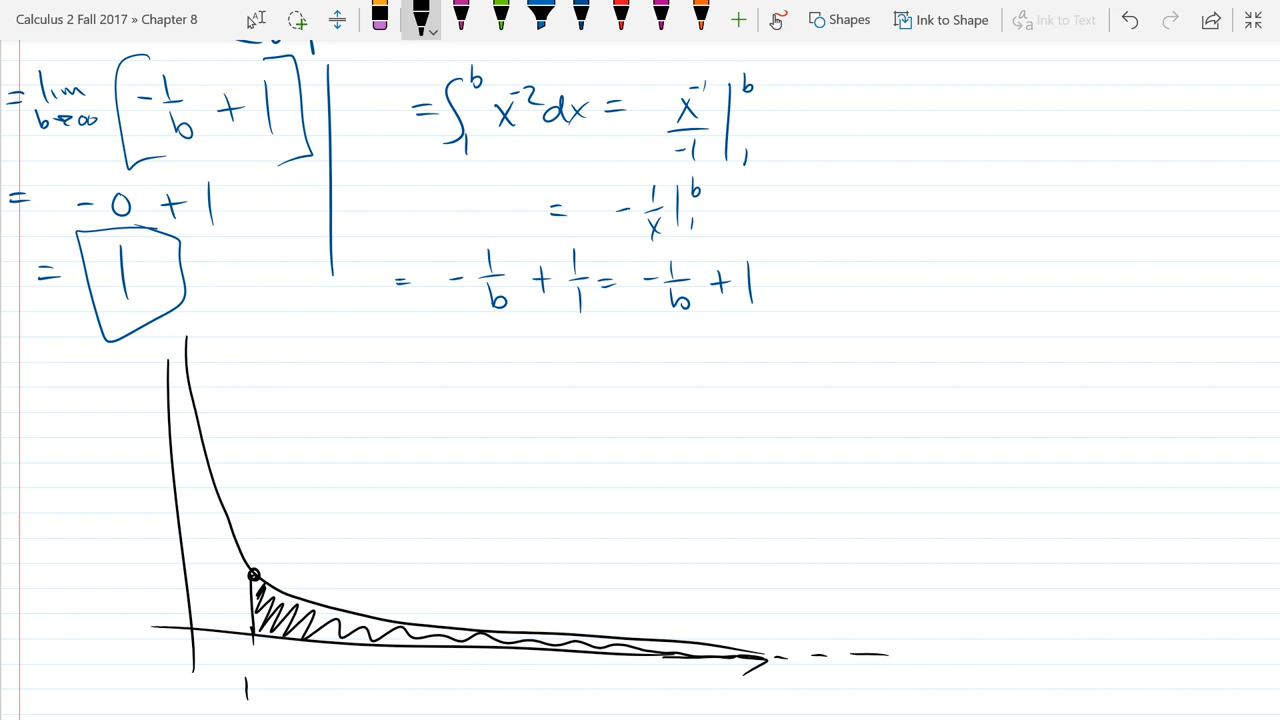 Calculus 2 Fall 2017 » Chapter 8
Shapes
Ink to Shape
Ink to Text
= lim b→∞ [ -1/b + 1 ]
= -0 + 1
= 1
= ∫₁ᵇ x⁻² dx = x⁻¹/-1 |₁ᵇ
= -1/x |₁ᵇ
= -1/b + 1/1 = -1/b + 1
1